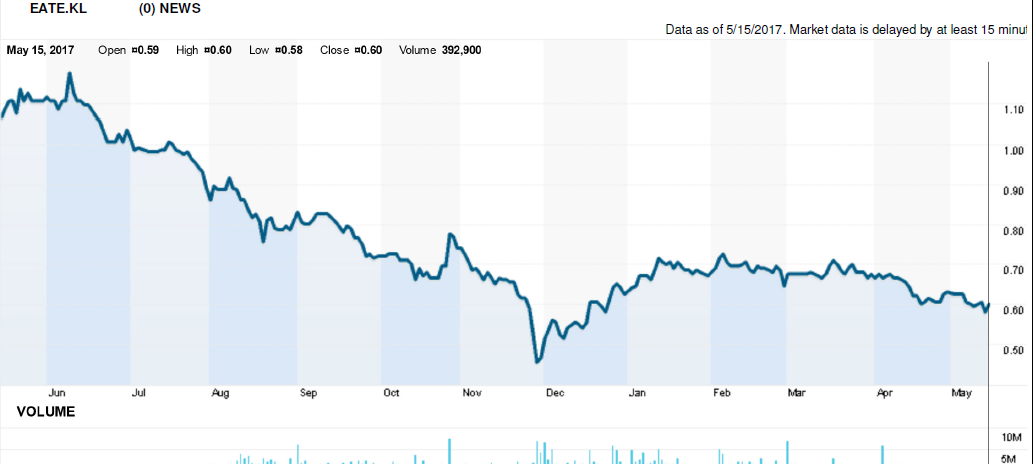 EATE.KL (0) NEWS
Data as of 5/15/2017. Market data is delayed by at least 15 minut
May 15, 2017 Open ¤0.59 High ¤0.60 Low ¤0.58 Close ¤0.60 Volume 392,900
1.10
1.00
0.90
0.80
0.70
0.60
0.50
Jun Jul Aug Sep Oct Nov Dec Jan Feb Mar Apr May
VOLUME
10M
5M